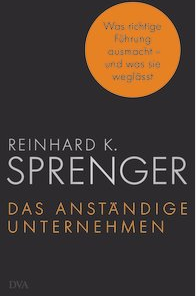 Was richtige
Führung
ausmacht –
und was sie
weglässt
REINHARD K.
SPRENGER
DAS ANSTÄNDIGE
UNTERNEHMEN
DVA